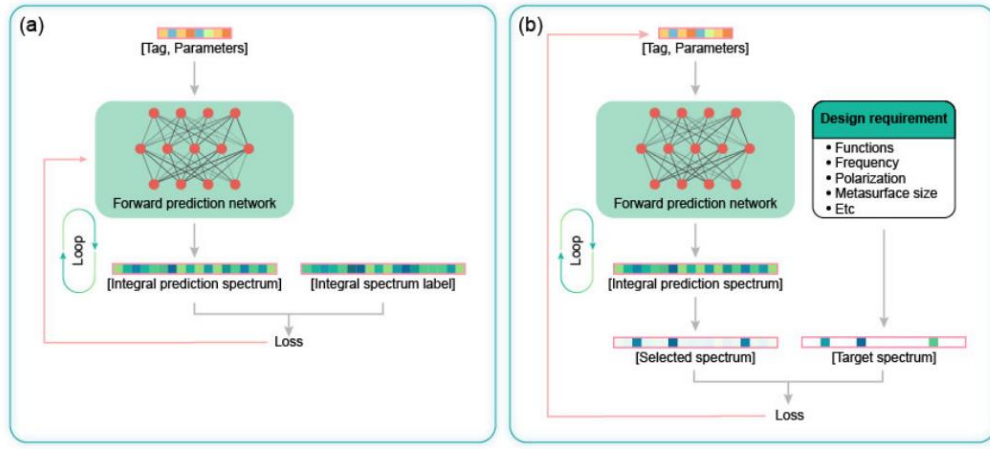 (a)
[Tag, Parameters]
Forward prediction network
Loop
[Integral prediction spectrum]
[Integral spectrum label]
Loss
(b)
[Tag, Parameters]
Forward prediction network
Design requirement
• Functions
• Frequency
• Polarization
• Metasurface size
• Etc
Loop
[Integral prediction spectrum]
[Selected spectrum]
[Target spectrum]
Loss